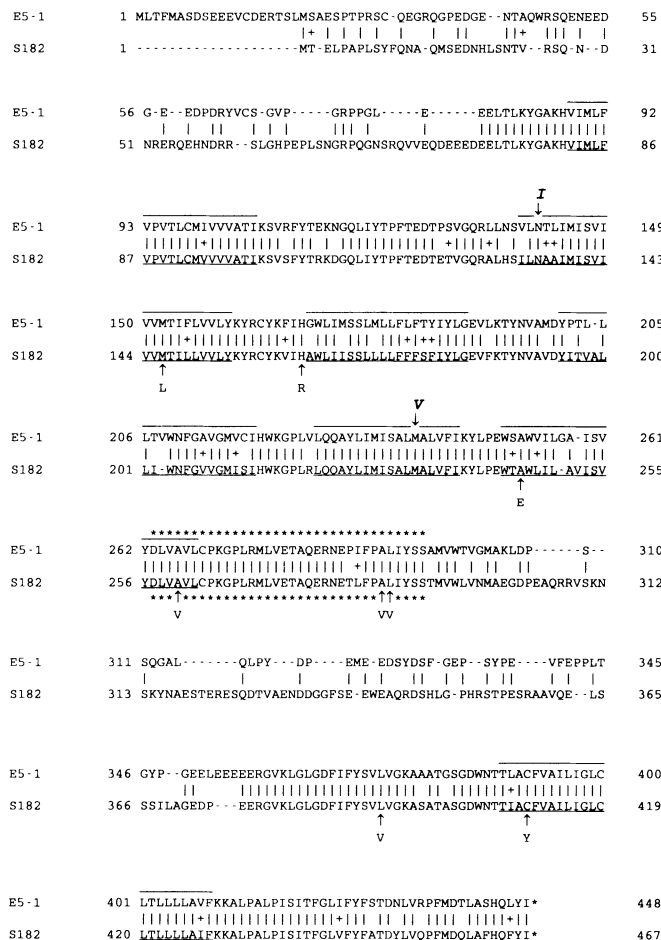 E5-1 1 MLTFMASDSEEEVCDERTSLMSAESPTPRSC-QEGRQGPEDGE--NTAQWRSQENEED 55
S182 1 ---------------------MT-ELPAPLSYFQNA-QMSEDNHLSNTV--RSQ-N--D 31
E5-1 56 G-E--EDPDRYVCS-GVP-----GRPPGL-----E-----EELTLKYGAKHVIMLF 92
S182 51 NRERQEHNDRR--SLGHPEPLSNGRPQGNSRQVVEQDEEEDEELTLKYGAKHVIMLF 86
I
E5-1 93 VPVTLCMIVVVATIKSVRFYTEKNGQLIYTPFTEDTPSVGQRLLNSVLNTLIMISVI 149
S182 87 VPVTLCMVVVVATIKSVSFYTRKDGQLIYTPFTEDTETVGQRALHSILNAAIMISVI 143
E5-1 150 VVMTIFLVVLYKYRCYKFIHGWLIMSSLMLLFLFTYIYLGEVLKTYNVAMDYPTL-L 205
S182 144 VVMTILLVVLYKYRCYKVIHAWLIISSLLLLFFFSFIYLGEVFKTYNVAVDYITVAL 200
L R
V
E5-1 206 LTVWNFGAVGMVCIHWKGPLVLQQAYLIMISALMALVFIKYLPEWSAWVILGA-ISV 261
S182 201 LI-WNFGVVGMISIHWKGPLRLQQAYLIMISALMALVFIKYLPEWTAWLIL-AVISV 255
E
**********************************
E5-1 262 YDLVAVLCPKGPLRMLVETAQERNEPIFPALIYSSAMVWTVGMAKLDP------S-- 310
S182 256 YDLVAVLCPKGPLRMLVETAQERNETLFPALIYSSTMVWLVNMAEGDPEAQRRVSKN 312
**********************************
V VV
E5-1 311 SQGAL-------QLPY---DP----EME-EDSYDSF-GEP--SYPE----VFEPPLT 345
S182 313 SKYNAESTERESQDTVAENDDGGFSE-EWEAQRDSHLG-PHRSTPESRAAVQE--LS 365
E5-1 346 GYP--GEELEEEEERGVKLGLGDFIFYSVLVGKAAATGSGDWNTTLACFVAILIGLC 400
S182 366 SSILAGEDP---EERGVKLGLGDFIFYSVLVGKASATASGDWNTTIACFVAILIGLC 419
V Y
E5-1 401 LTLLLLAVFKKALPALPISITFGLIFYFSTDNLVRPFMDTLASHQLYI* 448
S182 420 LTLLLLAIFKKALPALPISITFGLVFYFATDYLVQPFMDQLAFHQFYI* 467